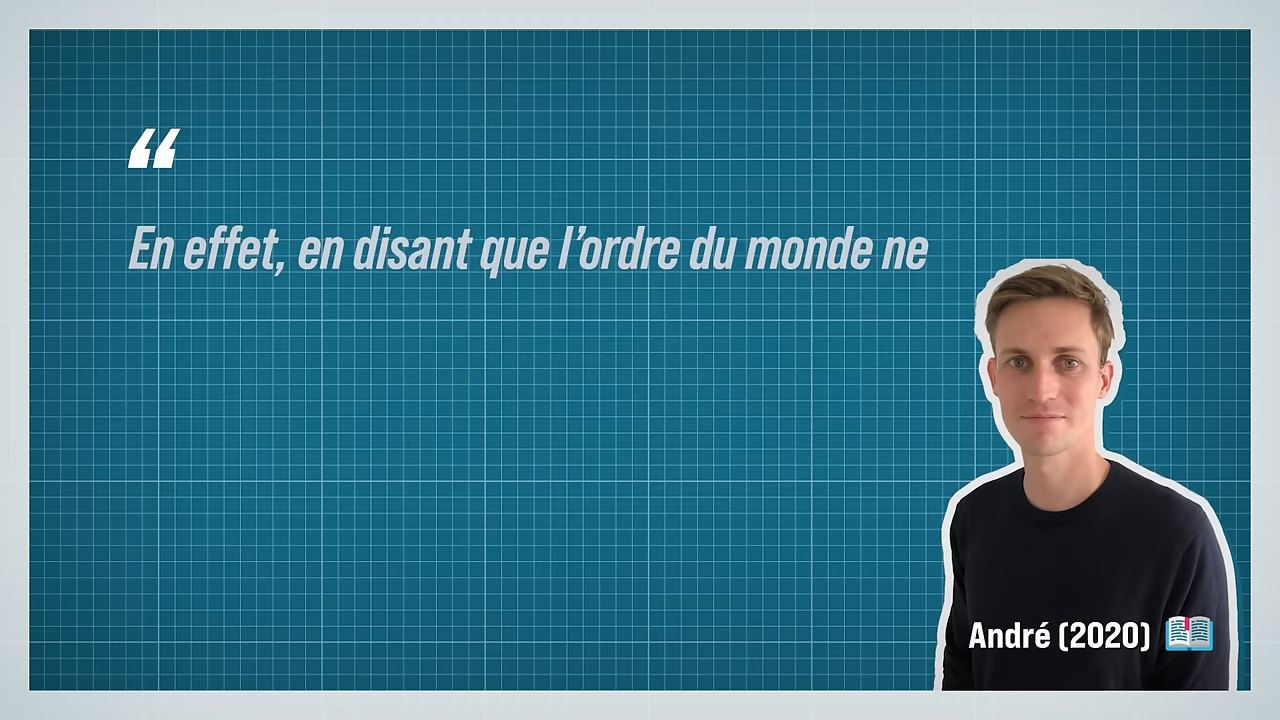 “
En effet, en disant que l’ordre du monde ne
André (2020)